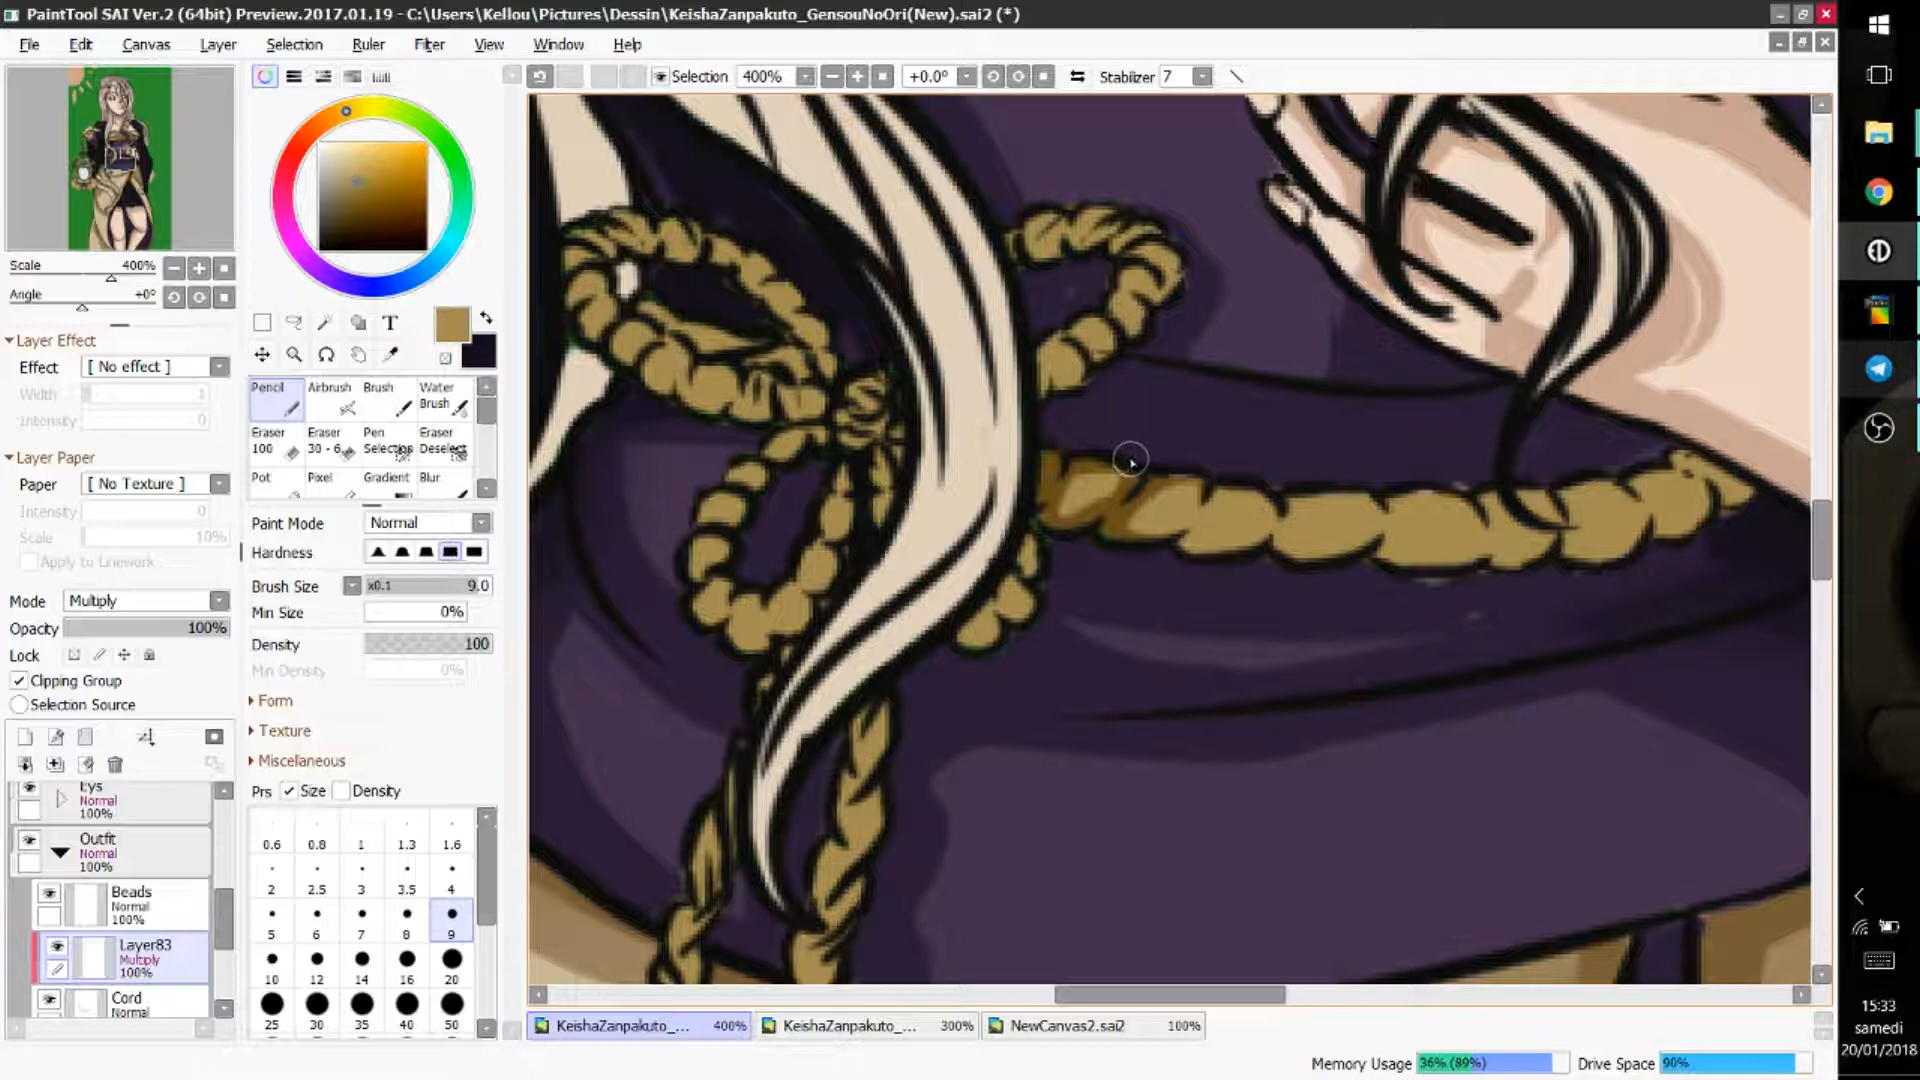 PaintTool SAI Ver.2 (64bit) Preview.2017.01.19 - C:\Users\Kellou\Pictures\Dessin\KeishaZanpakuto_GensouNoOri(New).sai2 (*)
File Edit Canvas Layer Selection Ruler Filter View Window Help
Selection 400% +0.0° Stabilizer 7
Scale 400%
Angle +0°
Layer Effect
Effect [ No effect ]
Width 1
Intensity 0
Layer Paper
Paper [ No Texture ]
Intensity 0
Scale 10%
Apply to Linework
Mode Multiply
Opacity 100%
Lock
Clipping Group
Selection Source
Eys
Normal
100%
Outfit
Normal
100%
Beads
Normal
100%
Layer83
Multiply
100%
Cord
Normal
T
Pencil Airbrush Brush Water Brush
Eraser 100 Eraser 30 - 6 Pen Selection Eraser Deselect
Pot Pixel Gradient Blur
Paint Mode Normal
Hardness
Brush Size x0.1 9.0
Min Size 0%
Density 100
Min Density 0%
Form
Texture
Miscellaneous
Prs Size Density
0.6 0.8 1 1.3 1.6
2 2.5 3 3.5 4
5 6 7 8 9
10 12 14 16 20
25 30 35 40 50
KeishaZanpakuto_... 400% KeishaZanpakuto_... 300% NewCanvas2.sai2 100%
Memory Usage 36% (89%) Drive Space 90%
15:33
samedi
20/01/2018